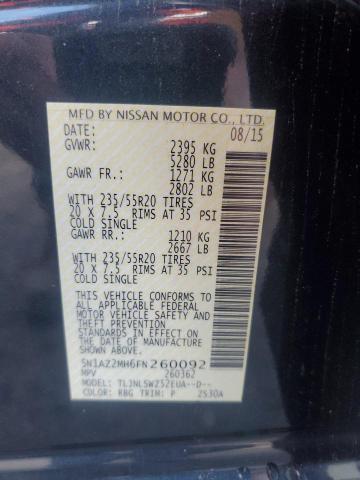 MFD BY NISSAN MOTOR CO., LTD.
DATE: 08/15
GVWR: 2395 KG
5280 LB
GAWR FR.: 1271 KG
2802 LB
WITH 235/55R20 TIRES
20 X 7.5 RIMS AT 35 PSI
COLD SINGLE
GAWR RR.: 1210 KG
2667 LB
WITH 235/55R20 TIRES
20 X 7.5 RIMS AT 35 PSI
COLD SINGLE
THIS VEHICLE CONFORMS TO
ALL APPLICABLE FEDERAL
MOTOR VEHICLE SAFETY
AND THEFT PREVENTION
STANDARDS IN EFFECT ON
THE DATE OF MANUFACTURE
SHOWN ABOVE.
5N1AZ2MH6FN260092
MPV 260362
MODEL: TLJNLSWZ52EUA--D--
COLOR: RBG TRIM: P 2530A